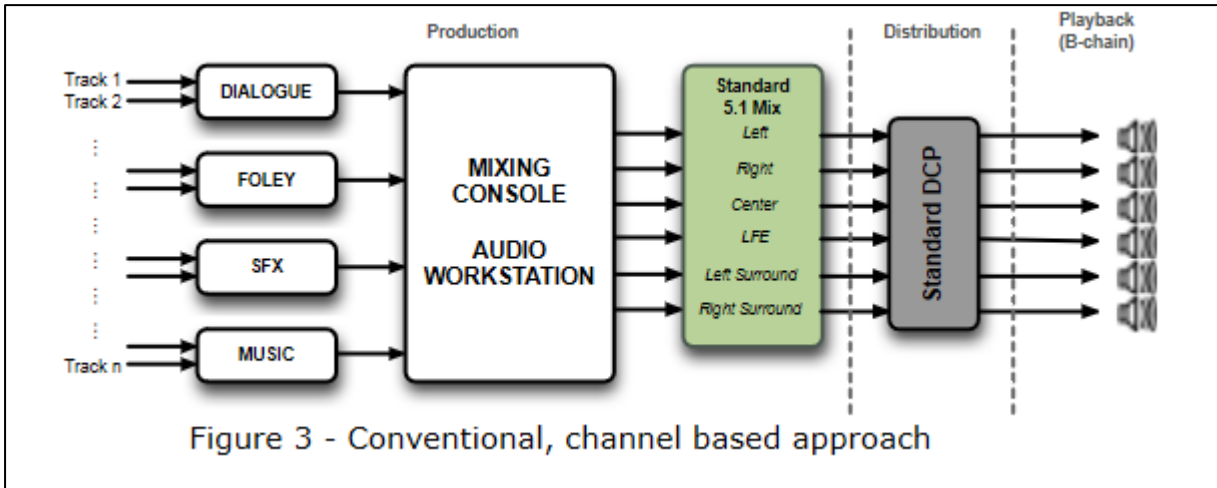 Production
Distribution
Playback
(B-chain)
Track 1
Track 2
Track n
DIALOGUE
FOLEY
SFX
MUSIC
MIXING
CONSOLE
AUDIO
WORKSTATION
Standard
5.1 Mix
Left
Right
Center
LFE
Left Surround
Right Surround
Standard DCP
Figure 3 - Conventional, channel based approach